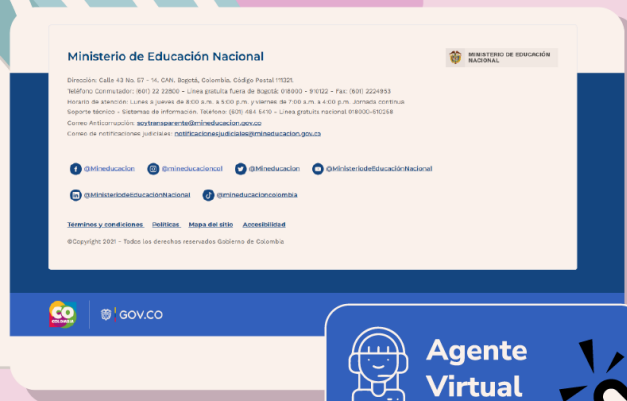 Ministerio de Educación Nacional
MINISTERIO DE EDUCACIÓN
NACIONAL
Dirección: Calle 43 No. 57 - 14. CAN, Bogotá, Colombia. Código Postal 111321.
Teléfono Conmutador: (601) 22 22800 - Línea gratuita fuera de Bogotá: 018000 - 910122 - Fax: (601) 2224953
Horario de atención: Lunes a jueves de 8:00 a.m. a 5:00 p.m. y viernes de 7:00 a.m. a 4:00 p.m. Jornada continua
Soporte técnico - Sistemas de información. Teléfono: (601) 484 5410 - Línea gratuita nacional 018000-510258
Correo Anticorrupción: soytransparente@mineducacion.gov.co
Correo de notificaciones judiciales: notificacionesjudiciales@mineducacion.gov.co
@Mineducacion @mineducacioncol @Mineducacion @MinisteriodeEducaciónNacional
@MinisteriodeEducaciónNacional @mineducacioncolombia
Términos y condiciones Políticas Mapa del sitio Accesibilidad
©Copyright 2021 - Todos los derechos reservados Gobierno de Colombia
CO
COLOMBIA
GOV.CO
Agente
Virtual